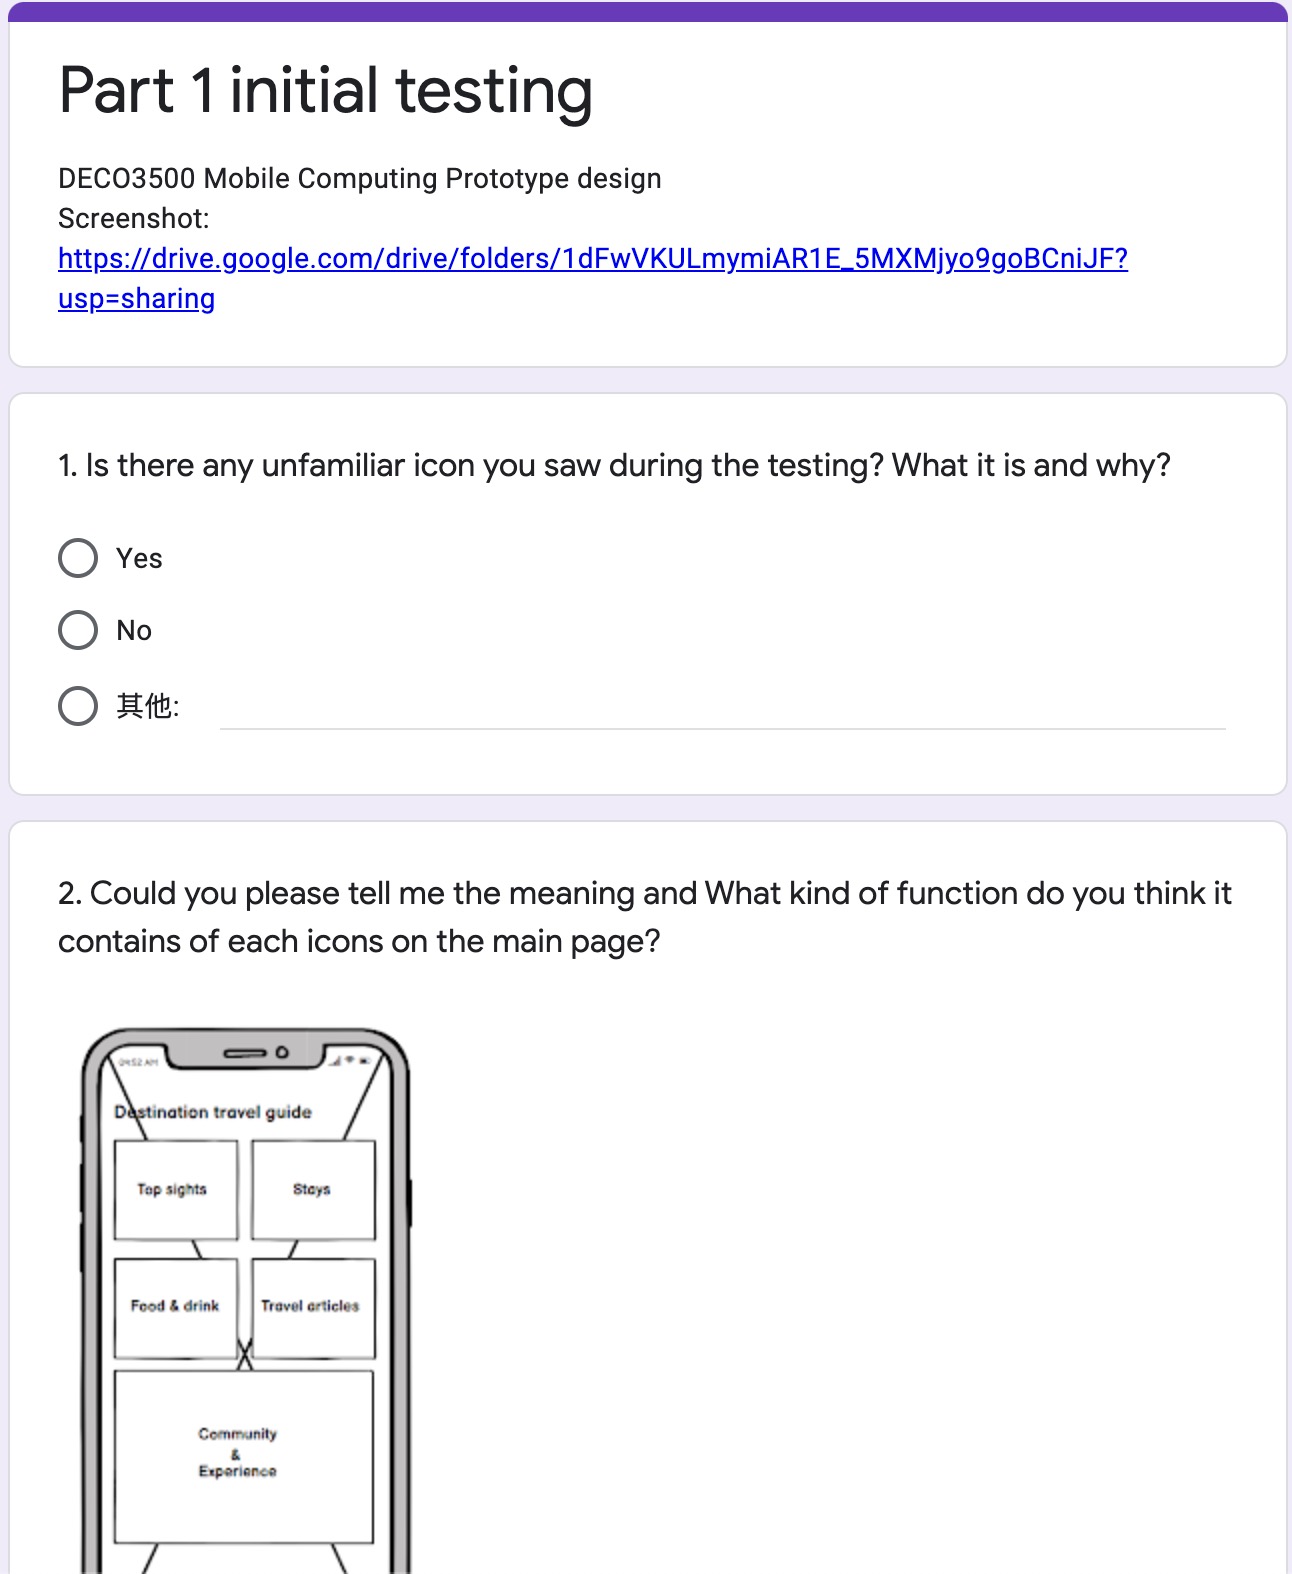 Part 1 initial testing
DECO3500 Mobile Computing Prototype design
Screenshot:
https://drive.google.com/drive/folders/1dFwVKULmymiAR1E_5MXMjyo9goBCniJF?
usp=sharing
1. Is there any unfamiliar icon you saw during the testing? What it is and why?
Yes
No
其他:
2. Could you please tell me the meaning and What kind of function do you think it
contains of each icons on the main page?
04:52 AM
Destination travel guide
Top sights
Stays
Food & drink
Travel articles
Community
&
Experience